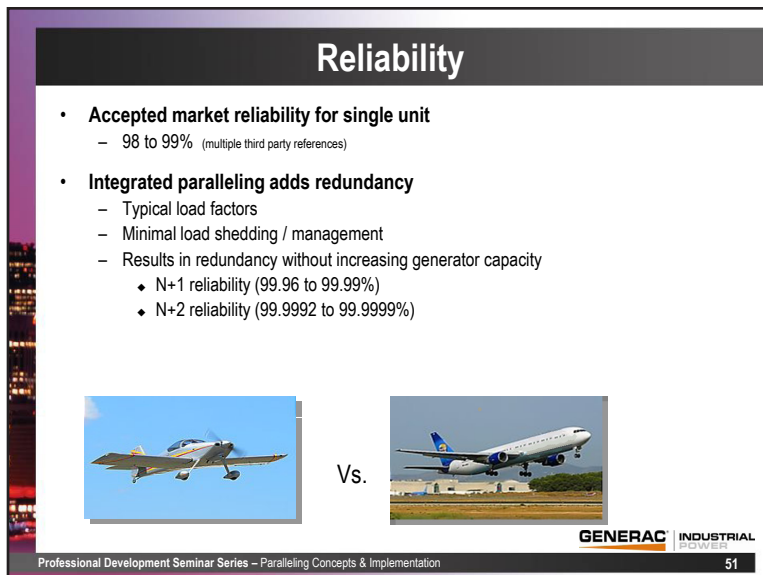 Reliability
• Accepted market reliability for single unit
– 98 to 99% (multiple third party references)
• Integrated paralleling adds redundancy
– Typical load factors
– Minimal load shedding / management
– Results in redundancy without increasing generator capacity
◆ N+1 reliability (99.96 to 99.99%)
◆ N+2 reliability (99.9992 to 99.9999%)
Vs.
GENERAC | INDUSTRIAL
POWER
Professional Development Seminar Series – Paralleling Concepts & Implementation
51